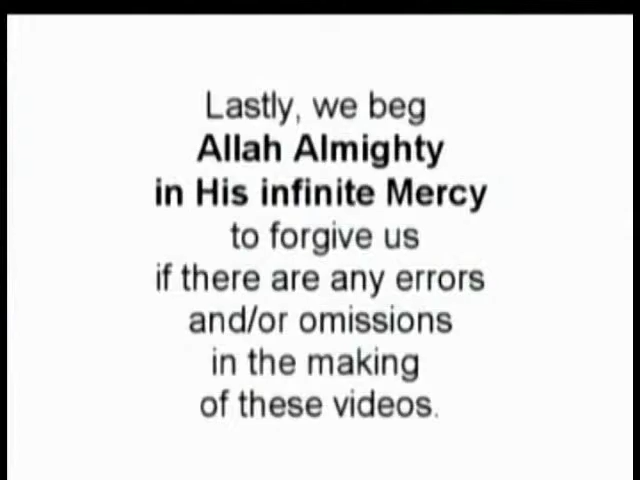 Lastly, we beg
Allah Almighty
in His infinite Mercy
to forgive us
if there are any errors
and/or omissions
in the making
of these videos.